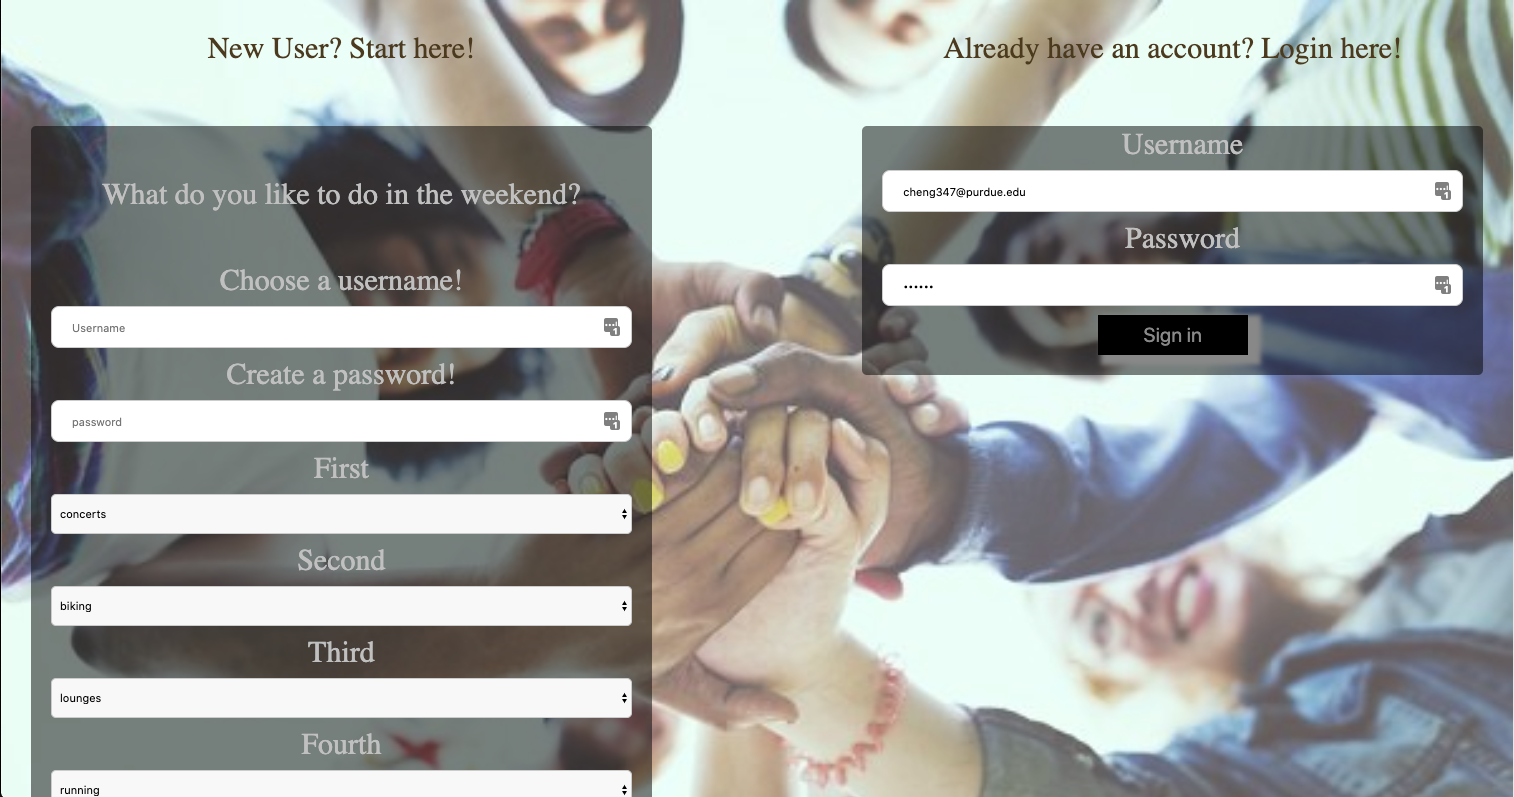 New User? Start here!
What do you like to do in the weekend?
Choose a username!
Username
Create a password!
password
First
concerts
Second
biking
Third
lounges
Fourth
running
Already have an account? Login here!
Username
cheng347@purdue.edu
Password
••••••
Sign in